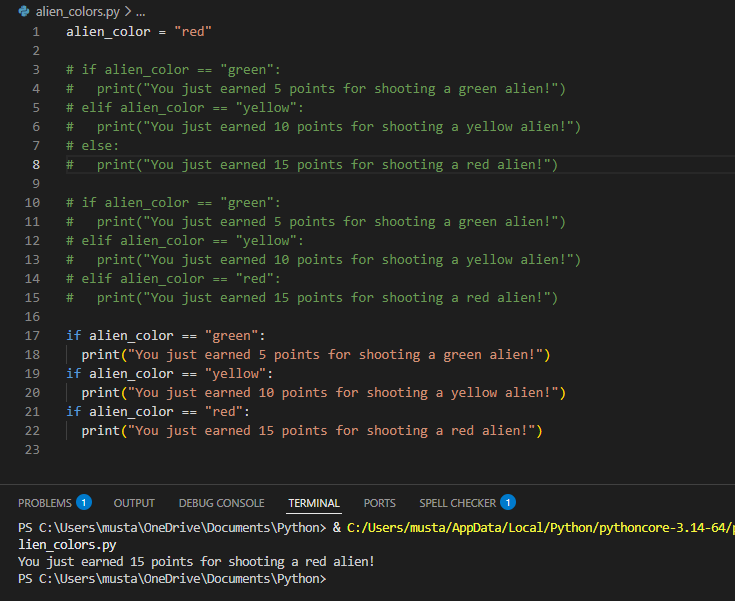 alien_colors.py > ...
1 alien_color = "red"
2
3 # if alien_color == "green":
4 #   print("You just earned 5 points for shooting a green alien!")
5 # elif alien_color == "yellow":
6 #   print("You just earned 10 points for shooting a yellow alien!")
7 # else:
8 #   print("You just earned 15 points for shooting a red alien!")
9
10 # if alien_color == "green":
11 #   print("You just earned 5 points for shooting a green alien!")
12 # elif alien_color == "yellow":
13 #   print("You just earned 10 points for shooting a yellow alien!")
14 # elif alien_color == "red":
15 #   print("You just earned 15 points for shooting a red alien!")
16
17 if alien_color == "green":
18   print("You just earned 5 points for shooting a green alien!")
19 if alien_color == "yellow":
20   print("You just earned 10 points for shooting a yellow alien!")
21 if alien_color == "red":
22   print("You just earned 15 points for shooting a red alien!")
23
PROBLEMS 1 OUTPUT DEBUG CONSOLE TERMINAL PORTS SPELL CHECKER 1
PS C:\Users\musta\OneDrive\Documents\Python> & C:/Users/musta/AppData/Local/Python/pythoncore-3.14-64/
lien_colors.py
You just earned 15 points for shooting a red alien!
PS C:\Users\musta\OneDrive\Documents\Python>